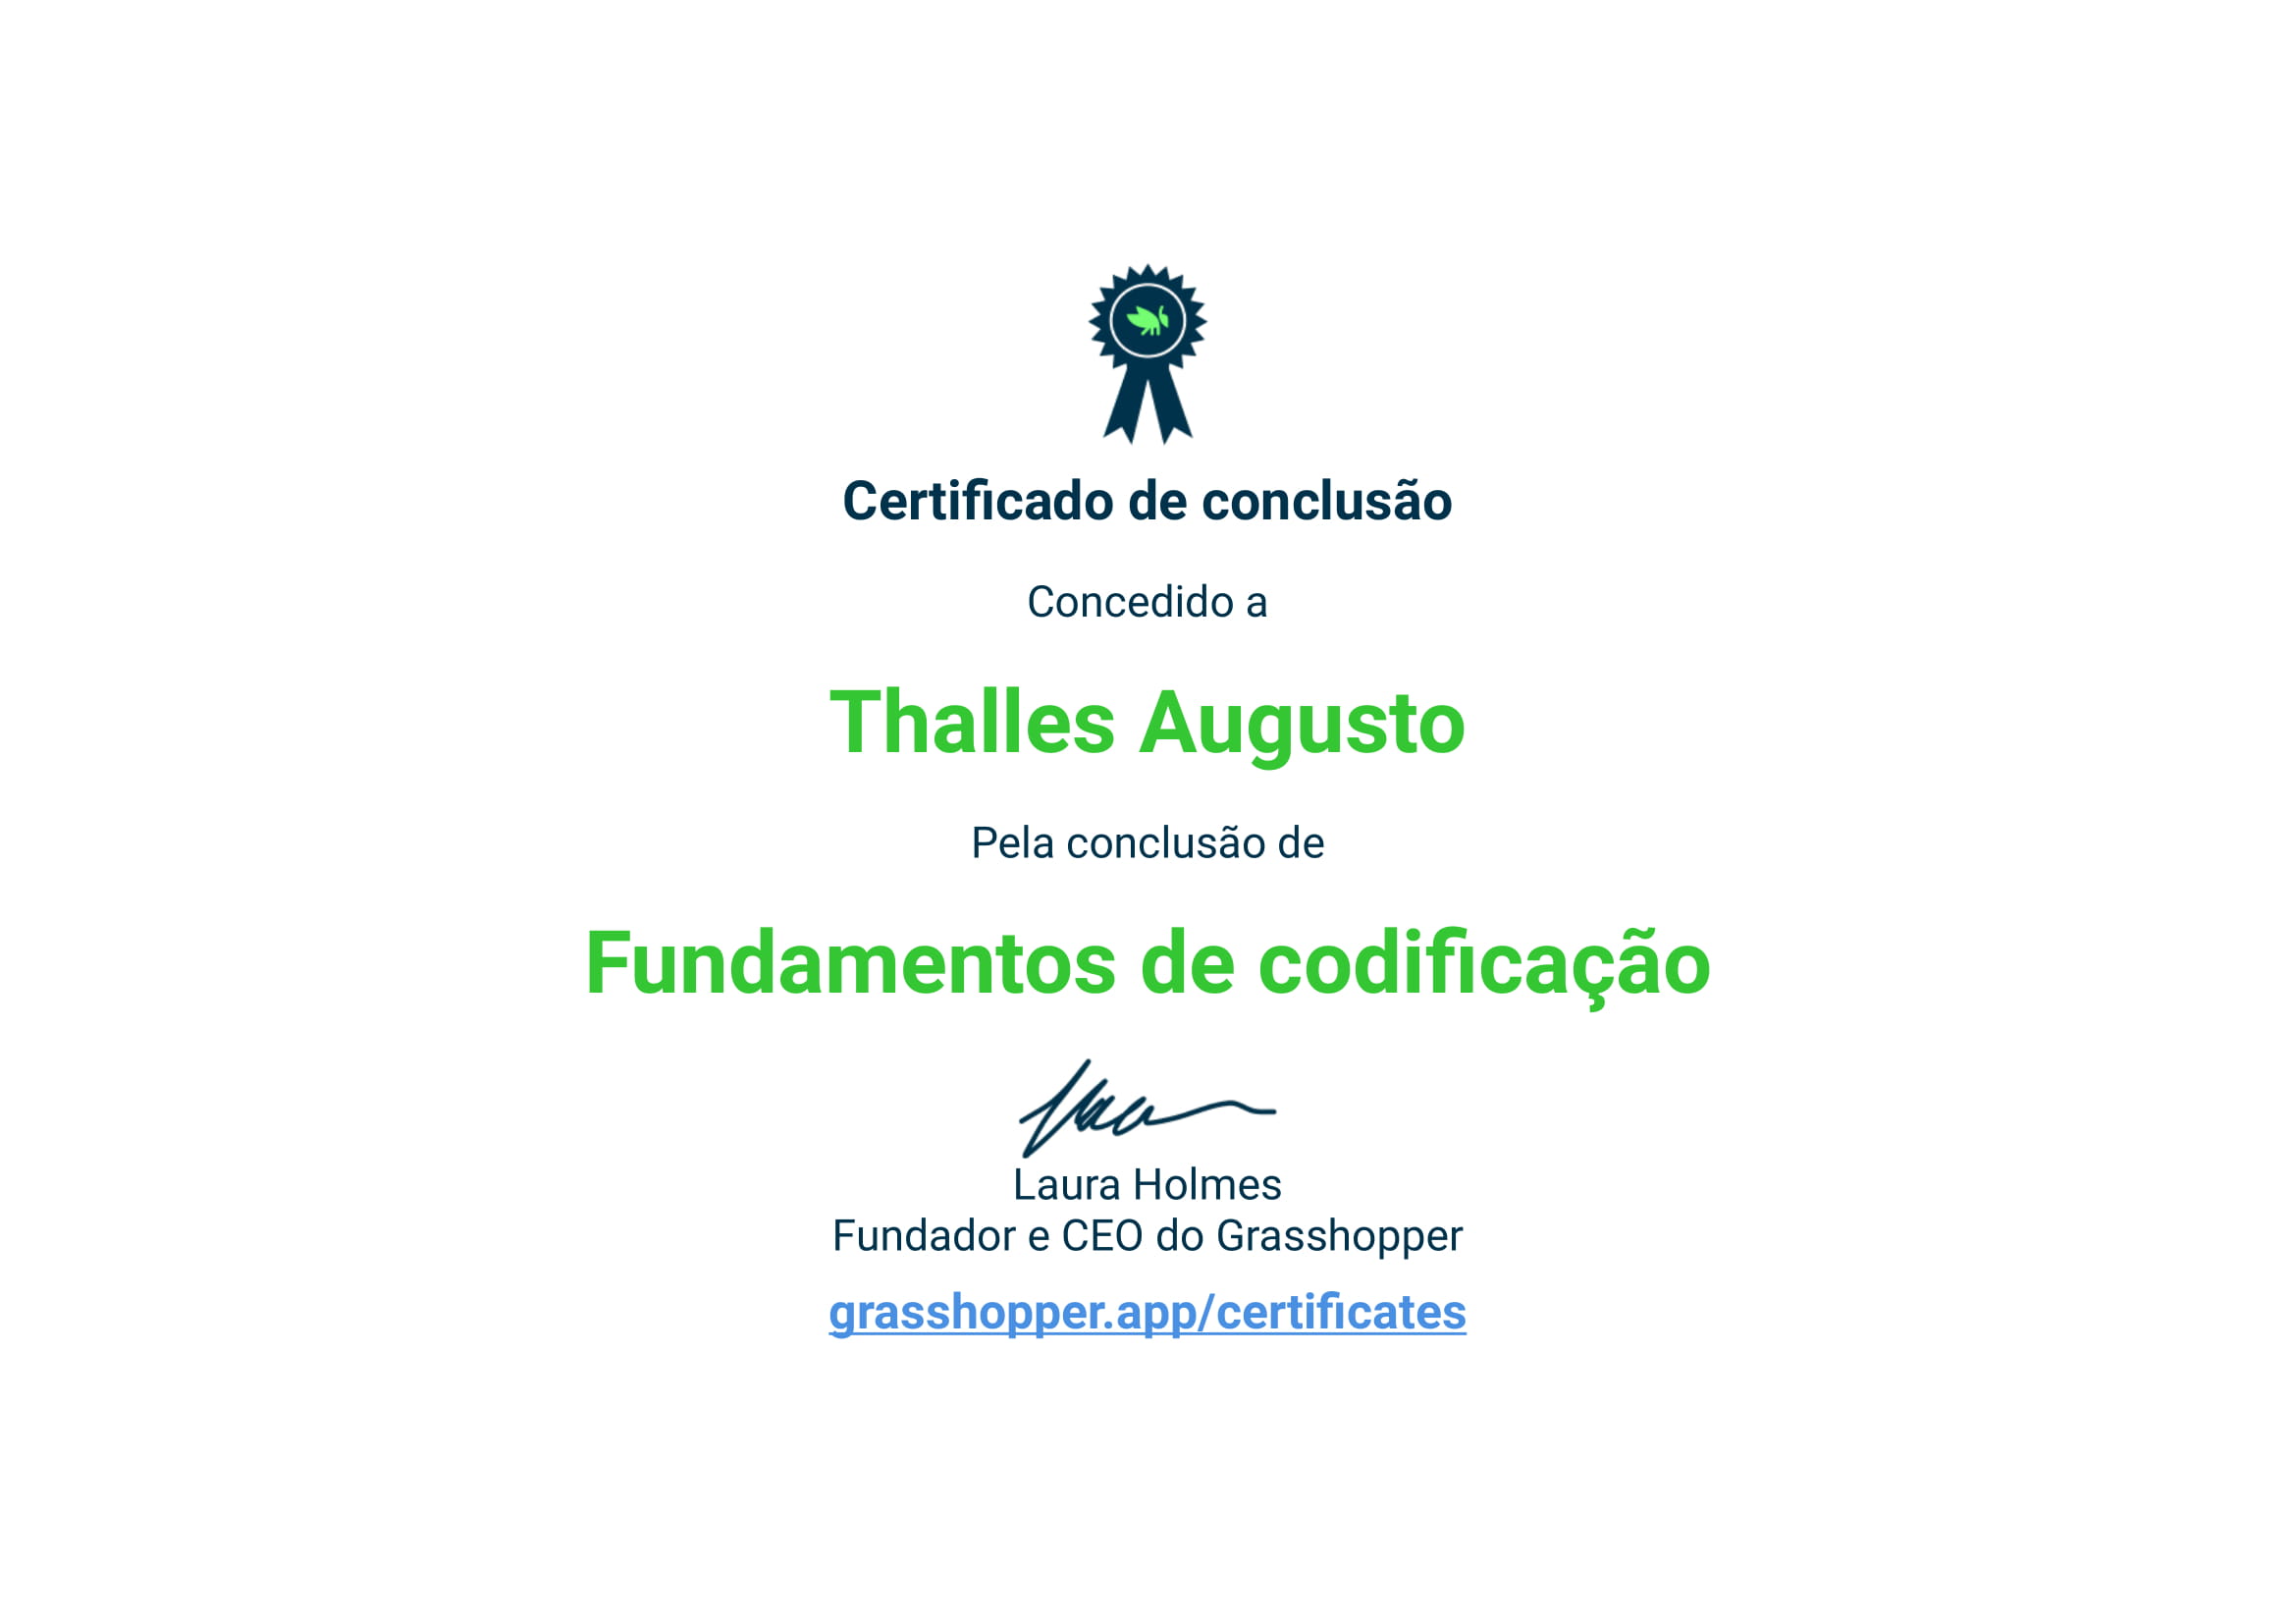 Certificado de conclusão
Concedido a
Thalles Augusto
Pela conclusão de
Fundamentos de codificação
Laura Holmes
Fundador e CEO do Grasshopper
grasshopper.app/certificates